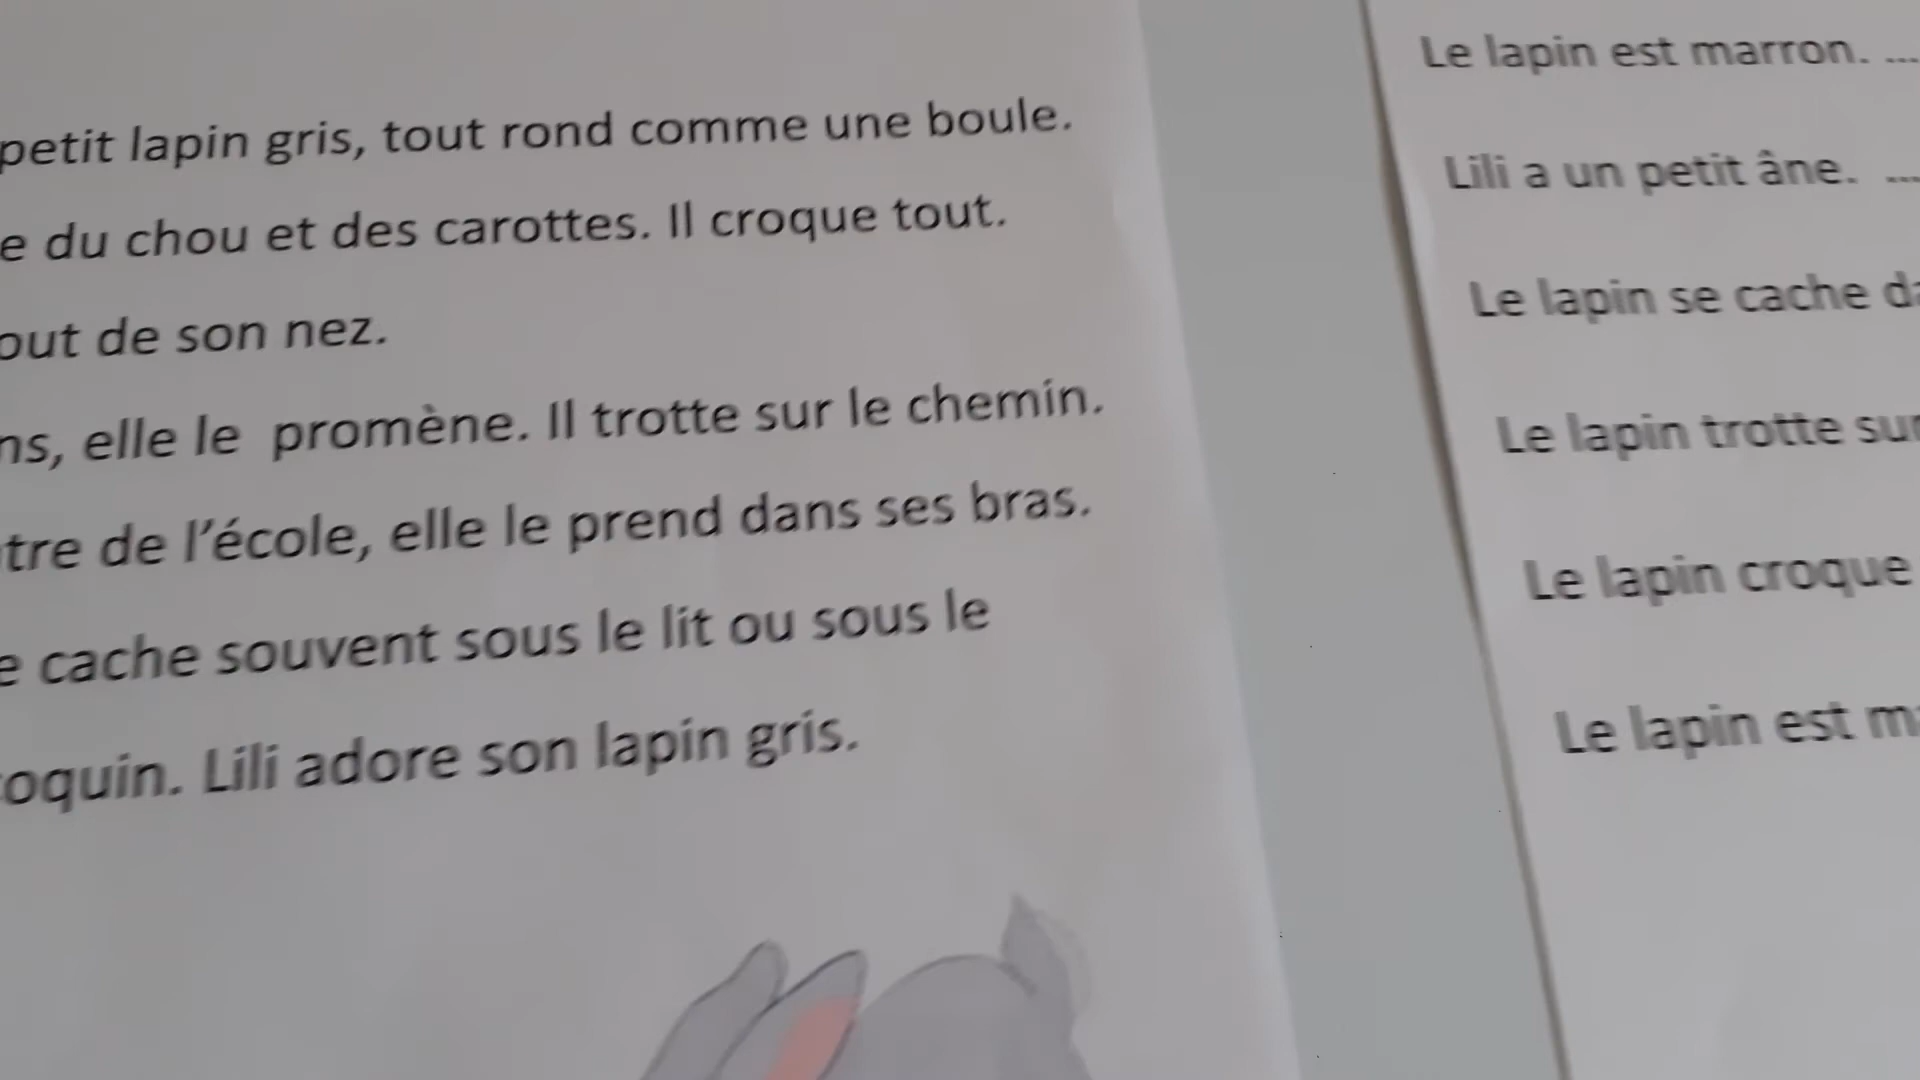 petit lapin gris, tout rond comme une boule.
e du chou et des carottes. Il croque tout.
out de son nez.
ns, elle le promène. Il trotte sur le chemin.
tre de l'école, elle le prend dans ses bras.
e cache souvent sous le lit ou sous le
oquin. Lili adore son lapin gris.
Le lapin est marron. ...
Lili a un petit âne. ...
Le lapin se cache da
Le lapin trotte sur
Le lapin croque
Le lapin est ma